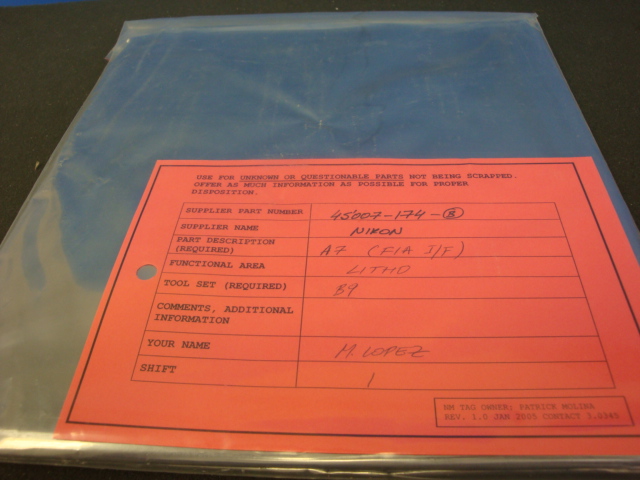 USE FOR UNKNOWN OR QUESTIONABLE PARTS NOT BEING SCRAPPED.
OFFER AS MUCH INFORMATION AS POSSIBLE FOR PROPER
DISPOSITION.
SUPPLIER PART NUMBER 45007-174-B
SUPPLIER NAME NIKON
PART DESCRIPTION
(REQUIRED) A7 (FIA I/F)
FUNCTIONAL AREA LITHO
TOOL SET (REQUIRED) 89
COMMENTS, ADDITIONAL
INFORMATION
YOUR NAME M. LOPEZ
SHIFT 1
TAG OWNER: PATRICK MOLINA
REV. 1.0 JAN 2005 CONTACT